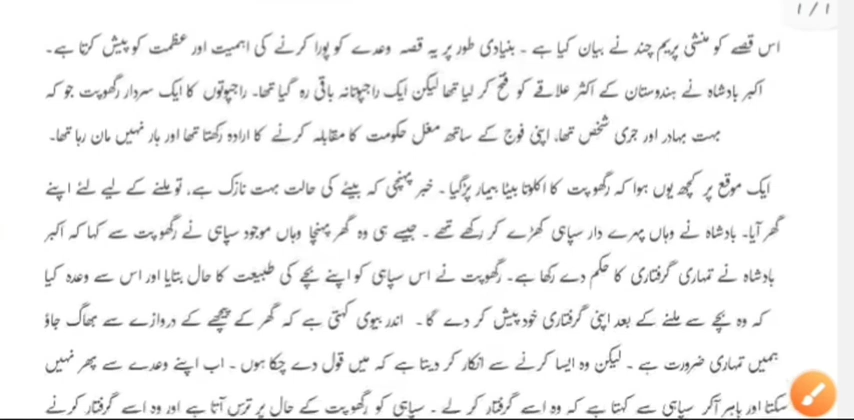 1 / 1
اس قصے کو منشی پریم چند نے بیان کیا ہے ۔ بنیادی طور پر یہ قصہ وعدے کو پورا کرنے کی اہمیت اور عظمت کو پیش کرتا ہے۔
اکبر بادشاہ نے ہندوستان کے اکثر علاقے کو فتح کر لیا تھا لیکن ایک راجپوتانہ باقی رہ گیا تھا۔ راجپوتوں کا ایک سردار رگھوپت جو کہ
بہت بہادر اور جری شخص تھا، اپنی فوج کے ساتھ مغل حکومت کا مقابلہ کرنے کا ارادہ رکھتا تھا اور ہار نہیں مان رہا تھا۔
ایک موقع پر کچھ یوں ہوا کہ رگھوپت کا اکلوتا بیٹا بیمار پڑگیا ۔ خبر پہنچی کہ بیٹے کی حالت بہت نازک ہے، تو ملنے کے لیے لئے اپنے
گھر آیا۔ بادشاہ نے وہاں پہرے دار سپاہی کھڑے کر رکھے تھے ۔ جیسے ہی وہ گھر پہنچا وہاں موجود سپاہی نے رگھوپت سے کہا کہ اکبر
بادشاہ نے تمہاری گرفتاری کا حکم دے رکھا ہے۔ رگھوپت نے اس سپاہی کو اپنے بچے کی طبیعت کا حال بتایا اور اس سے وعدہ کیا
کہ وہ بچے سے ملنے کے بعد اپنی گرفتاری خود پیش کر دے گا ۔ اندر بیوی کہتی ہے کہ گھر کے پیچھے کے دروازے سے بھاگ جاؤ
ہمیں تمہاری ضرورت ہے ۔ لیکن وہ ایسا کرنے سے انکار کر دیتا ہے کہ میں قول دے چکا ہوں ۔ اب اپنے وعدے سے پھر نہیں
سکتا اور باہر آکر سپاہی سے کہتا ہے کہ وہ اسے گرفتار کر لے ۔ سپاہی کو رگھوپت کے حال پر ترس آتا ہے اور وہ اسے گرفتار کرنے